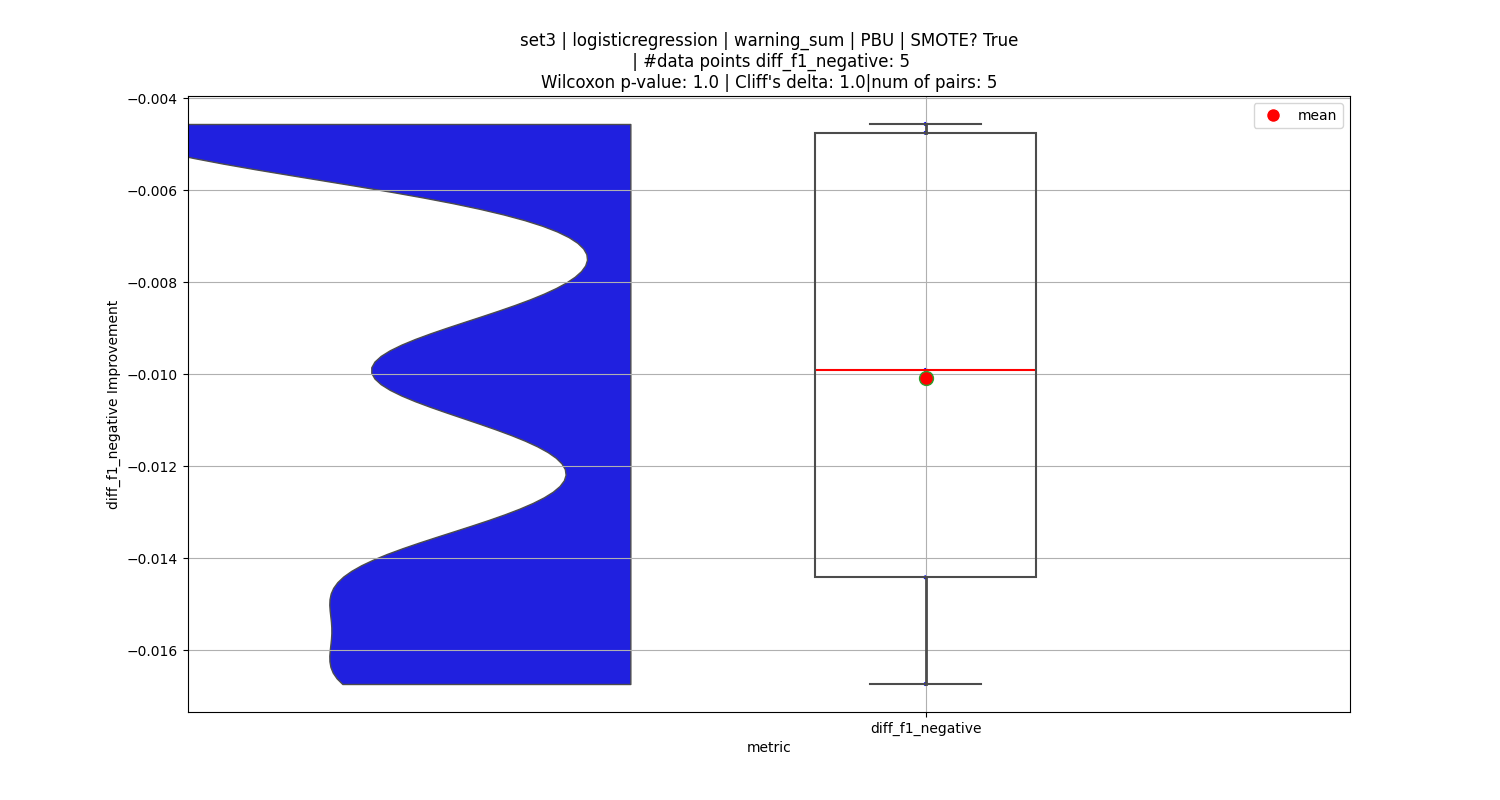 set3 | logisticregression | warning_sum | PBU | SMOTE? True
| #data points diff_f1_negative: 5
Wilcoxon p-value: 1.0 | Cliff's delta: 1.0|num of pairs: 5
mean
−0.004
−0.006
−0.008
−0.010
−0.012
−0.014
−0.016
diff_f1_negative Improvement
diff_f1_negative
metric